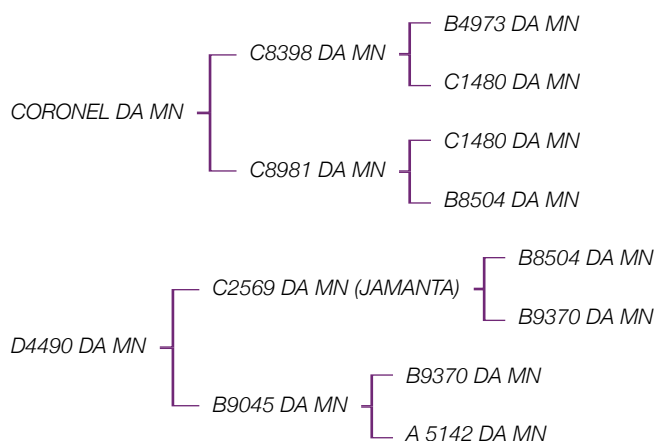 B4973 DA MN
C8398 DA MN
C1480 DA MN
CORONEL DA MN
C1480 DA MN
C8981 DA MN
B8504 DA MN
B8504 DA MN
C2569 DA MN (JAMANTA)
B9370 DA MN
D4490 DA MN
B9370 DA MN
B9045 DA MN
A 5142 DA MN